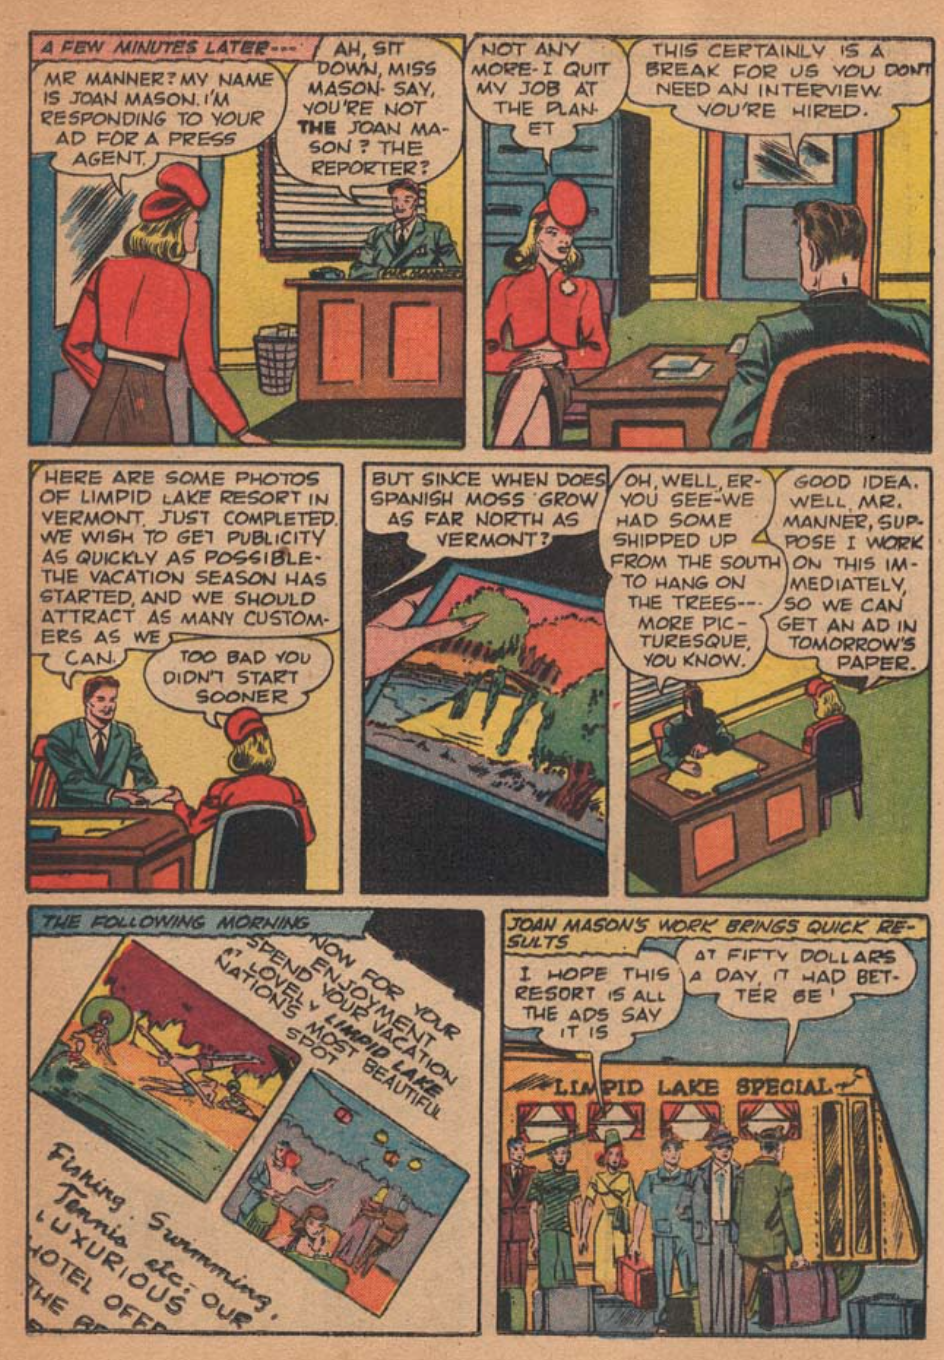 A FEW MINUTES LATER---
MR MANNER? MY NAME
IS JOAN MASON. I'M
RESPONDING TO YOUR
AD FOR A PRESS
AGENT.
AH, SIT
DOWN, MISS
MASON- SAY,
YOU'RE NOT
THE JOAN MA-
SON? THE
REPORTER?
MR. MANNER
NOT ANY
MORE- I QUIT
MY JOB AT
THE PLAN-
ET
THIS CERTAINLY IS A
BREAK FOR US YOU DON'T
NEED AN INTERVIEW.
YOU'RE HIRED.
HERE ARE SOME PHOTOS
OF LIMPID LAKE RESORT IN
VERMONT. JUST COMPLETED.
WE WISH TO GET PUBLICITY
AS QUICKLY AS POSSIBLE-
THE VACATION SEASON HAS
STARTED, AND WE SHOULD
ATTRACT AS MANY CUSTOM-
ERS AS WE
CAN.
TOO BAD YOU
DIDN'T START
SOONER
BUT SINCE WHEN DOES
SPANISH MOSS GROW
AS FAR NORTH AS
VERMONT?
OH, WELL, ER-
YOU SEE-WE
HAD SOME
SHIPPED UP
FROM THE SOUTH
TO HANG ON
THE TREES--
MORE PIC-
TURESQUE,
YOU KNOW.
GOOD IDEA.
WELL, MR.
MANNER, SUP-
POSE I WORK
ON THIS IM-
MEDIATELY,
SO WE CAN
GET AN AD IN
TOMORROW'S
PAPER.
THE FOLLOWING MORNING
NOW FOR YOUR
ENJOYMENT
SPEND YOUR VACATION
AT LOVELY LIMPID LAKE
NATION'S MOST BEAUTIFUL
SPOT
Fishing. Swimming.
Tennis etc: OUR
LUXURIOUS
HOTEL OFFE
THE BE
JOAN MASON'S WORK BRINGS QUICK RE-
SULTS
I HOPE THIS
RESORT IS ALL
THE ADS SAY
IT IS
AT FIFTY DOLLARS
A DAY, IT HAD BET-
TER BE!
LIMPID LAKE SPECIAL